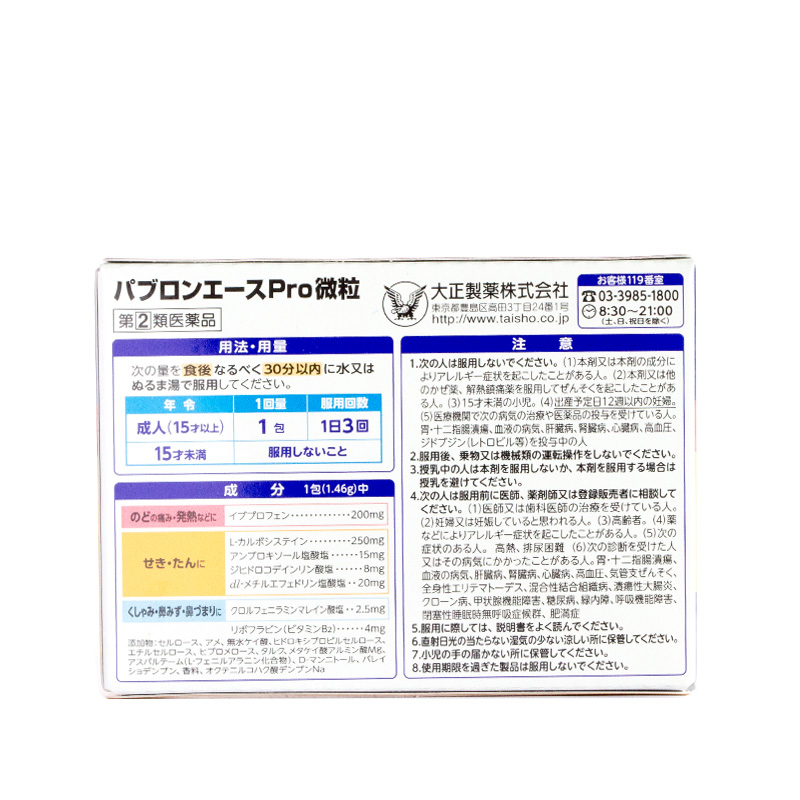 パブロンエースPro微粒
第②類医薬品
大正製薬株式会社
東京都豊島区高田3丁目24番1号
http://www.taisho.co.jp
お客様119番室
03-3985-1800
8:30~21:00
(土、日、祝日を除く)
用法・用量
次の量を食後なるべく30分以内に水又は
ぬるま湯で服用してください。
年令 1回量 服用回数
成人(15才以上) 1包 1日3回
15才未満 服用しないこと
成分 1包(1.46g)中
のどの痛み・発熱などに
イブプロフェン‥‥‥‥‥200mg
せき・たんに
L-カルボシステイン‥‥‥‥250mg
アンブロキソール塩酸塩‥‥15mg
ジヒドロコデインリン酸塩‥‥8mg
dl-メチルエフェドリン塩酸塩‥20mg
くしゃみ・鼻みず・鼻づまりに
クロルフェニラミンマレイン酸塩‥2.5mg
リボフラビン(ビタミンB2)‥‥‥4mg
添加物:セルロース、アメ、無水ケイ酸、ヒドロキシプロピルセルロース、
エチルセルロース、ヒプロメロース、タルク、メタケイ酸アルミン酸Mg、
アスパルテーム(L-フェニルアラニン化合物)、D-マンニトール、バレイ
ショデンプン、香料、オクテニルコハク酸デンプンNa
注意
1.次の人は服用しないでください。(1)本剤又は本剤の成分に
よりアレルギー症状を起こしたことがある人。(2)本剤又は他
のかぜ薬、解熱鎮痛薬を服用してぜんそくを起こしたことがあ
る人。(3)15才未満の小児。(4)出産予定日12週以内の妊婦。
(5)医療機関で次の病気の治療や医薬品の投与を受けている人。
胃・十二指腸潰瘍、血液の病気、肝臓病、腎臓病、心臓病、高血圧、
ジドブジン(レトロビル等)を投与中の人
2.服用後、乗物又は機械類の運転操作をしないでください。
3.授乳中の人は本剤を服用しないか、本剤を服用する場合は
授乳を避けてください。
4.次の人は服用前に医師、薬剤師又は登録販売者に相談して
ください。(1)医師又は歯科医師の治療を受けている人。
(2)妊婦又は妊娠していると思われる人。(3)高齢者。(4)薬
などによりアレルギー症状を起こしたことがある人。(5)次の
症状のある人。 高熱、排尿困難 (6)次の診断を受けた人
又はその病気にかかったことがある人。胃・十二指腸潰瘍、
血液の病気、肝臓病、腎臓病、心臓病、高血圧、気管支ぜんそく、
全身性エリテマトーデス、混合性結合組織病、潰瘍性大腸炎、
クローン病、甲状腺機能障害、糖尿病、緑内障、呼吸機能障害、
閉塞性睡眠時無呼吸症候群、肥満症
5.服用に際しては、説明書をよく読んでください。
6.直射日光の当たらない湿気の少ない涼しい所に保管してください。
7.小児の手の届かない所に保管してください。
8.使用期限を過ぎた製品は服用しないでください。